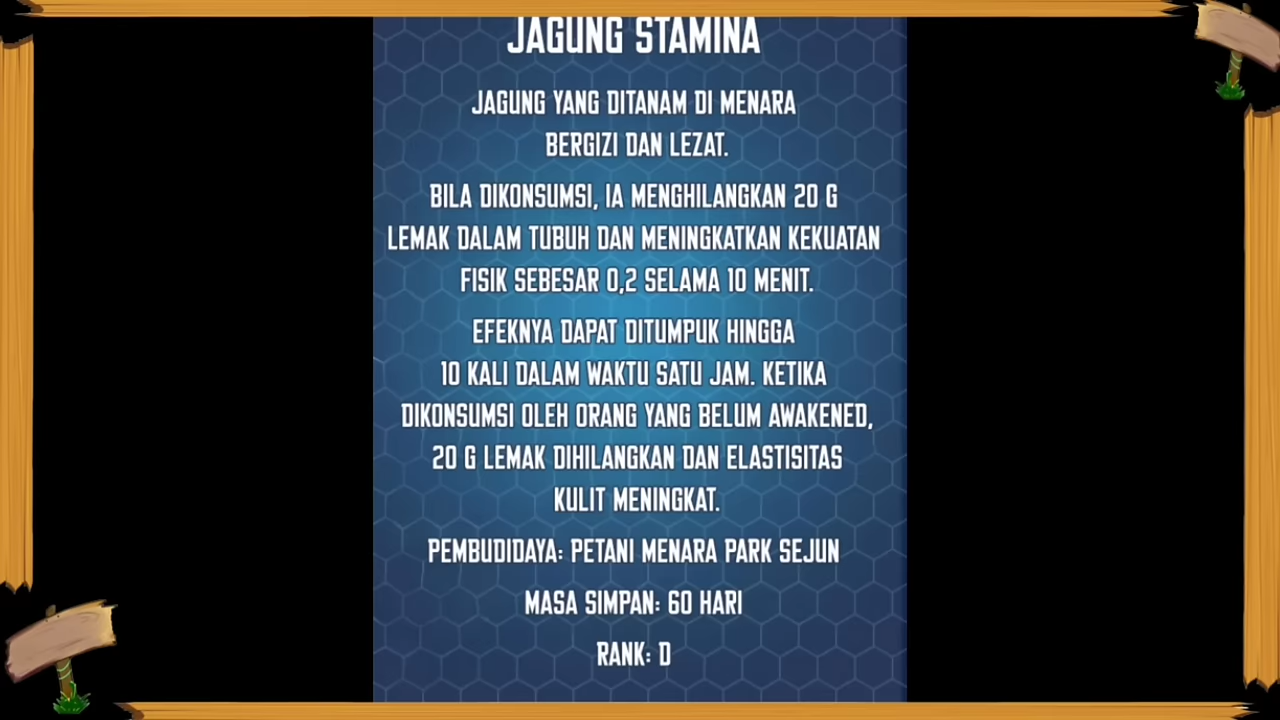 JAGUNG STAMINA
JAGUNG YANG DITANAM DI MENARA
BERGIZI DAN LEZAT.
BILA DIKONSUMSI, IA MENGHILANGKAN 20 G
LEMAK DALAM TUBUH DAN MENINGKATKAN KEKUATAN
FISIK SEBESAR 0,2 SELAMA 10 MENIT.
EFEKNYA DAPAT DITUMPUK HINGGA
10 KALI DALAM WAKTU SATU JAM. KETIKA
DIKONSUMSI OLEH ORANG YANG BELUM AWAKENED,
20 G LEMAK DIHILANGKAN DAN ELASTISITAS
KULIT MENINGKAT.
PEMBUDIDAYA: PETANI MENARA PARK SEJUN
MASA SIMPAN: 60 HARI
RANK: D